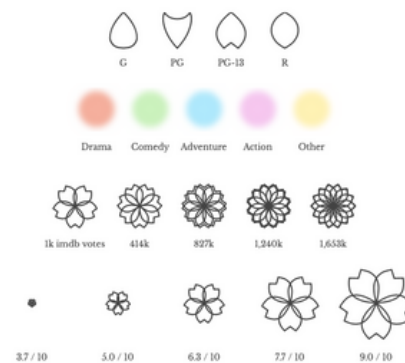 G PG PG-13 R
Drama Comedy Adventure Action Other
1k imdb votes 414k 827k 1,240k 1,653k
3.7 / 10 5.0 / 10 6.3 / 10 7.7 / 10 9.0 / 10